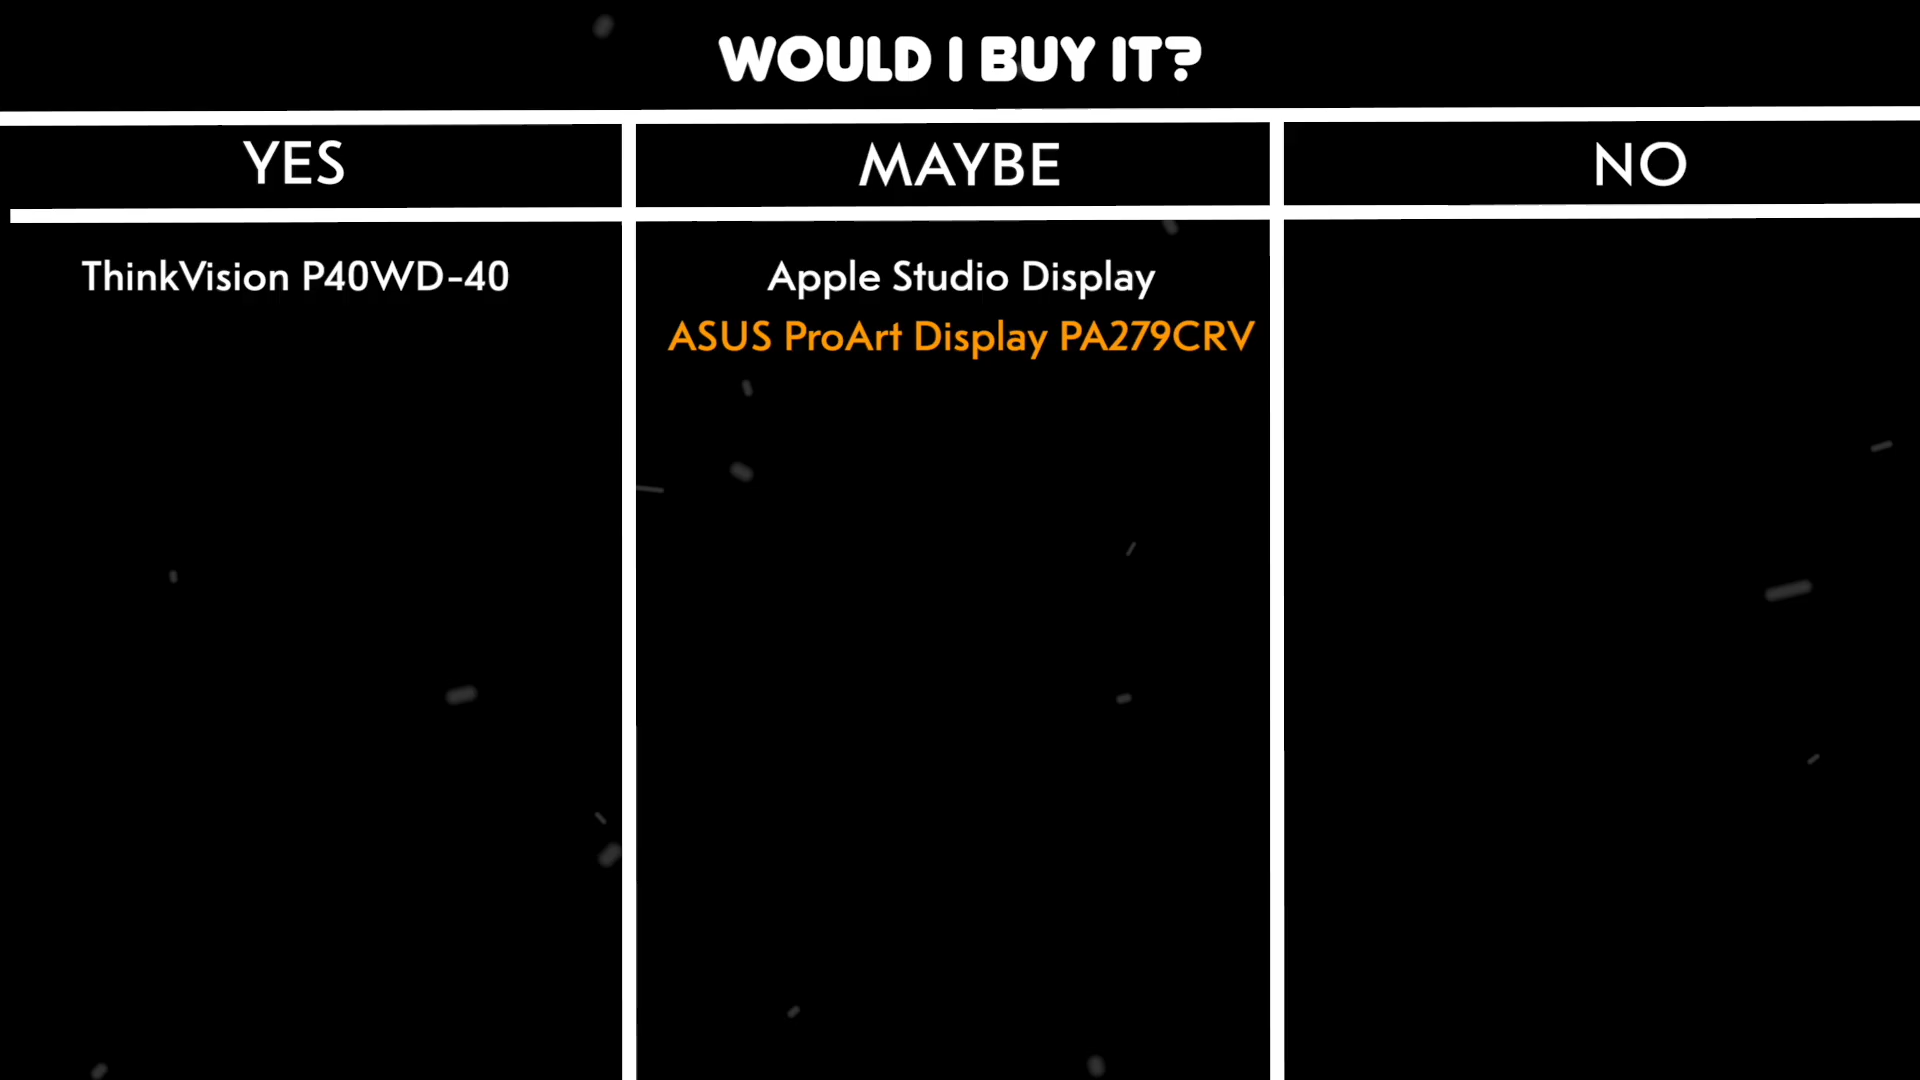 WOULD I BUY IT?
YES
MAYBE
NO
ThinkVision P40WD-40
Apple Studio Display
ASUS ProArt Display PA279CRV